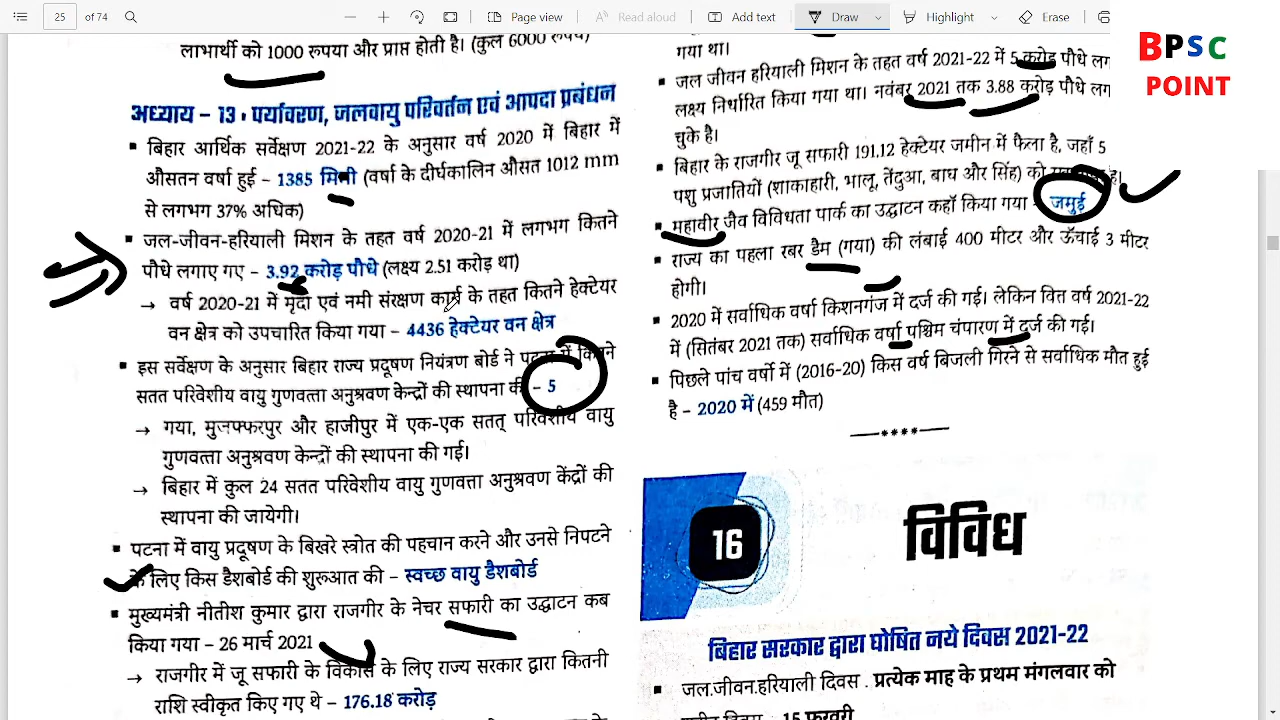 25 of 74
Page view
Read aloud
Add text
Draw
Highlight
Erase
BPSC
POINT
लाभार्थी को 1000 रुपया और प्राप्त होती है। (कुल 6000 रुपये)
अध्याय – 13 : पर्यावरण, जलवायु परिवर्तन एवं आपदा प्रबंधन
▪ बिहार आर्थिक सर्वेक्षण 2021-22 के अनुसार वर्ष 2020 में बिहार में
औसतन वर्षा हुई – 1385 मिमी (वर्षा के दीर्घकालिन औसत 1012 mm
से लगभग 37% अधिक)
▪ जल-जीवन-हरियाली मिशन के तहत वर्ष 2020-21 में लगभग कितने
पौधे लगाए गए – 3.92 करोड़ पौधे (लक्ष्य 2.51 करोड़ था)
→ वर्ष 2020-21 में मृदा एवं नमी संरक्षण कार्य के तहत कितने हेक्टेयर
वन क्षेत्र को उपचारित किया गया – 4436 हेक्टेयर वन क्षेत्र
▪ इस सर्वेक्षण के अनुसार बिहार राज्य प्रदूषण नियंत्रण बोर्ड ने पटना में कितने
सतत परिवेशीय वायु गुणवत्ता अनुश्रवण केन्द्रों की स्थापना की – 5
→ गया, मुजफ्फरपुर और हाजीपुर में एक-एक सतत् परिवेशीय वायु
गुणवत्ता अनुश्रवण केन्द्रों की स्थापना की गई।
→ बिहार में कुल 24 सतत परिवेशीय वायु गुणवत्ता अनुश्रवण केंद्रों की
स्थापना की जायेगी।
▪ पटना में वायु प्रदूषण के बिखरे स्त्रोत की पहचान करने और उनसे निपटने
के लिए किस डैशबोर्ड की शुरूआत की – स्वच्छ वायु डैशबोर्ड
▪ मुख्यमंत्री नीतीश कुमार द्वारा राजगीर के नेचर सफारी का उद्घाटन कब
किया गया – 26 मार्च 2021
→ राजगीर में जू सफारी के विकास के लिए राज्य सरकार द्वारा कितनी
राशि स्वीकृत किए गए थे – 176.18 करोड़
गया था।
▪ जल जीवन हरियाली मिशन के तहत वर्ष 2021-22 में 5 करोड़ पौधे लग
लक्ष्य निर्धारित किया गया था। नवंबर 2021 तक 3.88 करोड़ पौधे लग
चुके है।
▪ बिहार के राजगीर जू सफारी 191.12 हेक्टेयर जमीन में फैला है, जहाँ 5
पशु प्रजातियों (शाकाहारी, भालू, तेंदुआ, बाघ और सिंह) को है।
▪ महावीर जैव विविधता पार्क का उद्घाटन कहाँ किया गया – जमुई
▪ राज्य का पहला रबर डैम (गया) की लंबाई 400 मीटर और ऊँचाई 3 मीटर
होगी।
▪ 2020 में सर्वाधिक वर्षा किशनगंज में दर्ज की गई। लेकिन वित्त वर्ष 2021-22
में (सितंबर 2021 तक) सर्वाधिक वर्षा पश्चिम चंपारण में दर्ज की गई।
▪ पिछले पांच वर्षो में (2016-20) किस वर्ष बिजली गिरने से सर्वाधिक मौत हुई
है – 2020 में (459 मौत)
16
विविध
बिहार सरकार द्वारा घोषित नये दिवस 2021-22
▪ जल.जीवन.हरियाली दिवस . प्रत्येक माह के प्रथम मंगलवार को
दिवस – 15 फरवरी